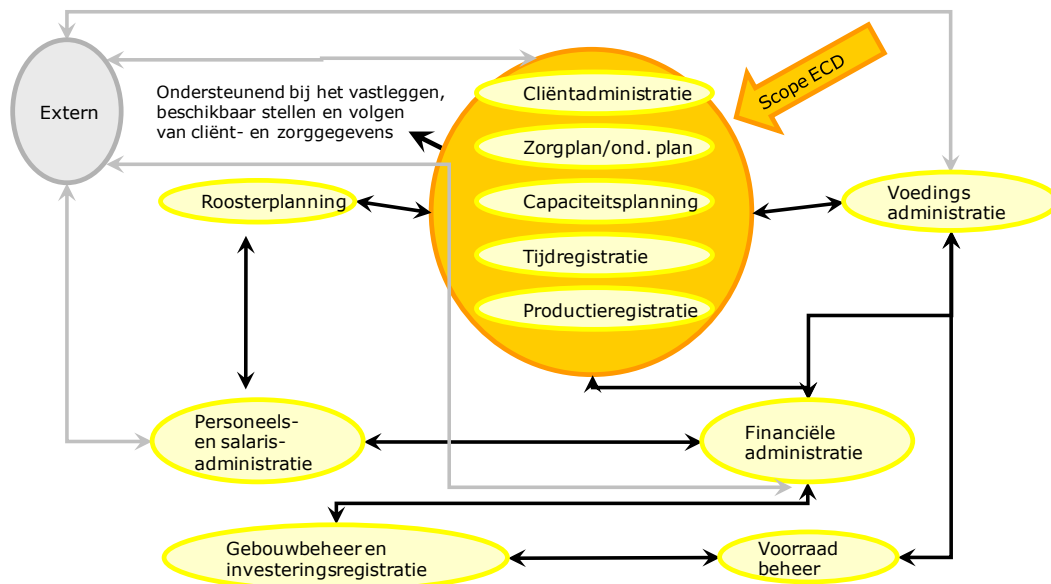 Extern
Ondersteunend bij het vastleggen,
beschikbaar stellen en volgen
van cliënt- en zorggegevens
Scope ECD
Cliëntadministratie
Zorgplan/ond. plan
Capaciteitsplanning
Tijdregistratie
Productieregistratie
Roosterplanning
Voedings
administratie
Personeels-
en salaris-
administratie
Financiële
administratie
Gebouwbeheer en
investeringsregistratie
Voorraad
beheer